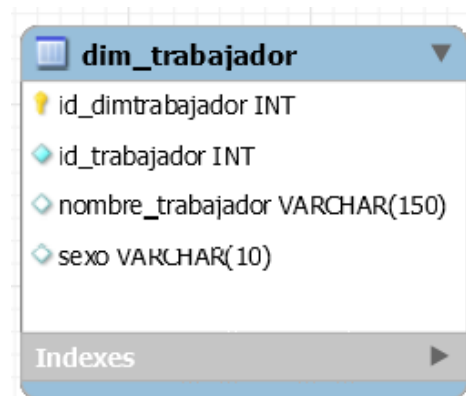 dim_trabajador
id_dimtrabajador INT
id_trabajador INT
nombre_trabajador VARCHAR(150)
sexo VARCHAR(10)
Indexes